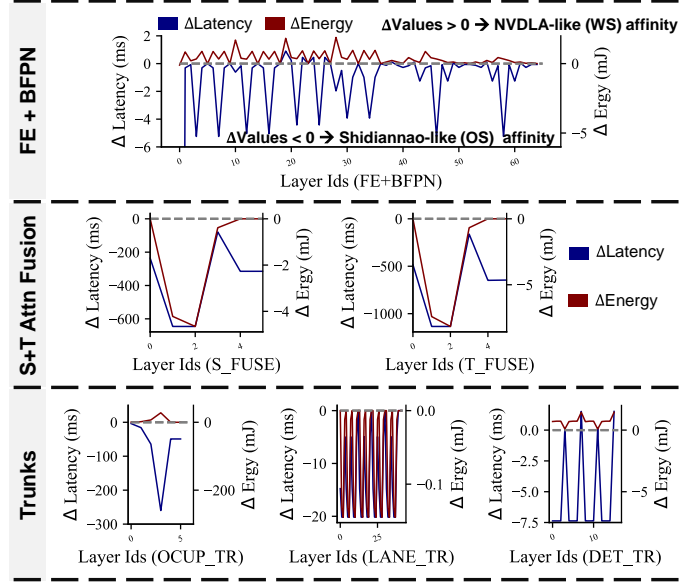 ΔLatency
ΔEnergy
ΔValues > 0 → NVDLA-like (WS) affinity
FE + BFPN
Δ Latency (ms)
2
0
−2
−4
−6
0
−5
Δ Ergy (mJ)
ΔValues < 0 → Shidiannao-like (OS) affinity
0
10
20
30
40
50
60
Layer Ids (FE+BFPN)
S+T Attn Fusion
Δ Latency (ms)
0
−200
−400
−600
0
−2
−4
Δ Ergy (mJ)
0
2
4
Layer Ids (S_FUSE)
Δ Latency (ms)
0
−500
−1000
0
−5
Δ Ergy (mJ)
0
2
4
Layer Ids (T_FUSE)
ΔLatency
ΔEnergy
Trunks
Δ Latency (ms)
0
−100
−200
−300
0
−200
Δ Ergy (mJ)
0
5
Layer Ids (OCUP_TR)
Δ Latency (ms)
0
−10
−20
0.0
−0.1
Δ Ergy (mJ)
0
25
Layer Ids (LANE_TR)
Δ Latency (ms)
0.0
−2.5
−5.0
−7.5
0
−5
Δ Ergy (mJ)
0
10
Layer Ids (DET_TR)